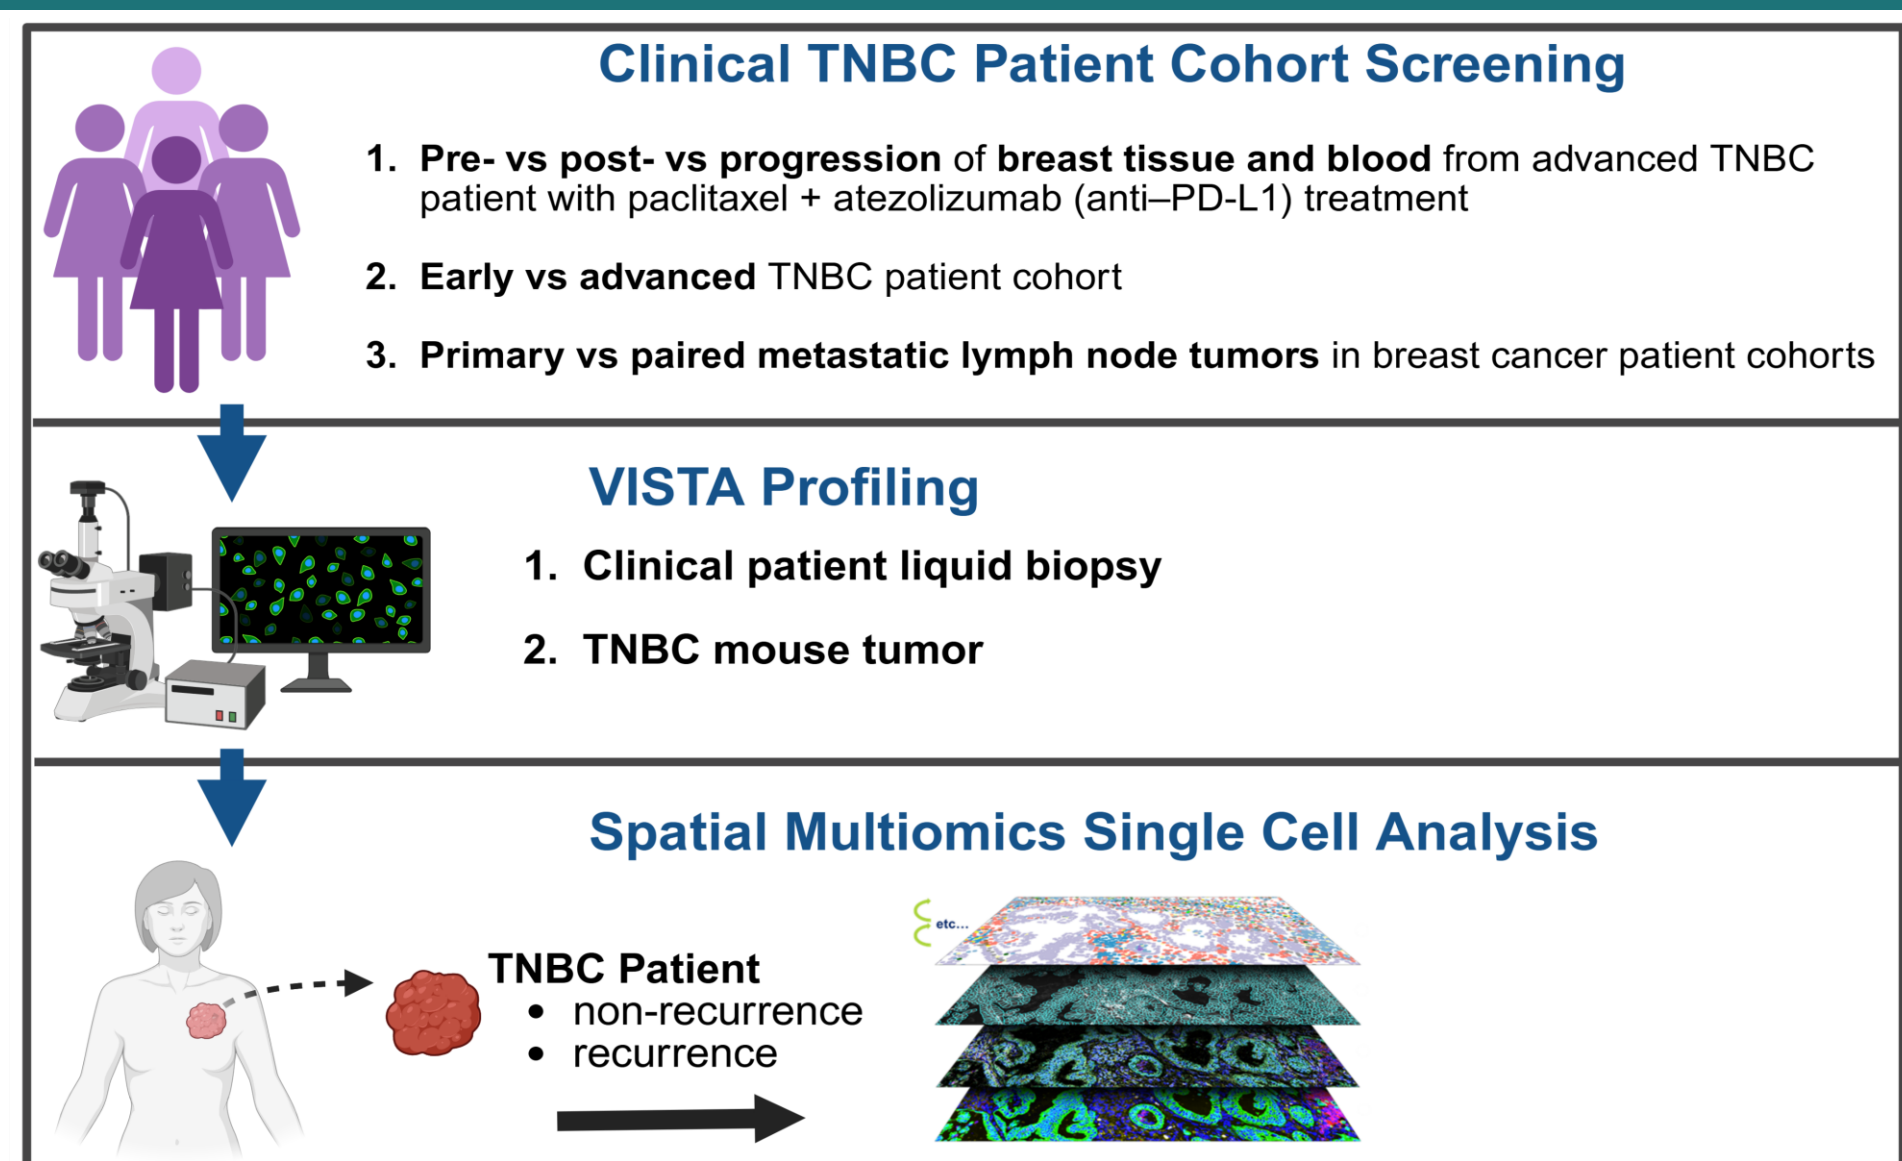 Clinical TNBC Patient Cohort Screening
1. Pre- vs post- vs progression of breast tissue and blood from advanced TNBC
patient with paclitaxel + atezolizumab (anti–PD-L1) treatment
2. Early vs advanced TNBC patient cohort
3. Primary vs paired metastatic lymph node tumors in breast cancer patient cohorts
VISTA Profiling
1. Clinical patient liquid biopsy
2. TNBC mouse tumor
Spatial Multiomics Single Cell Analysis
etc...
TNBC Patient
• non-recurrence
• recurrence